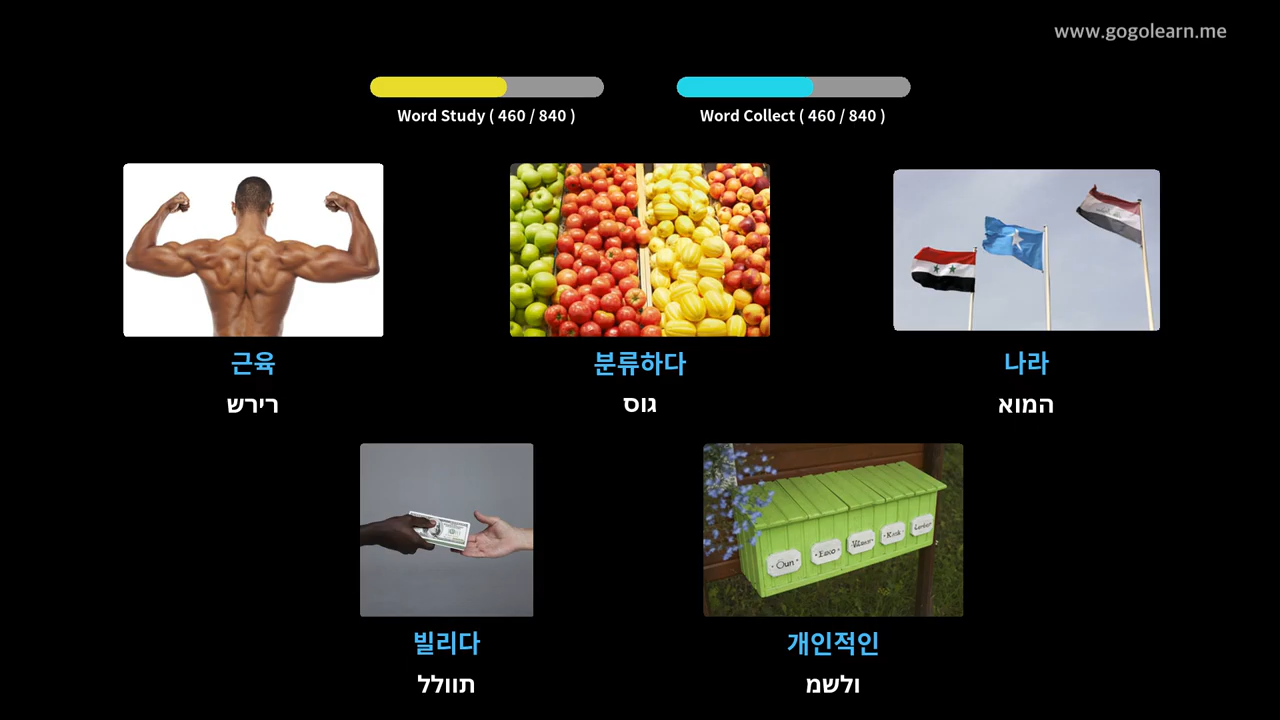 www.gogolearn.me
Word Study ( 460 / 840 )
Word Collect ( 460 / 840 )
근육
רירש
분류하다
גוס
나라
המוא
빌리다
תוולל
개인적인
ולשמ